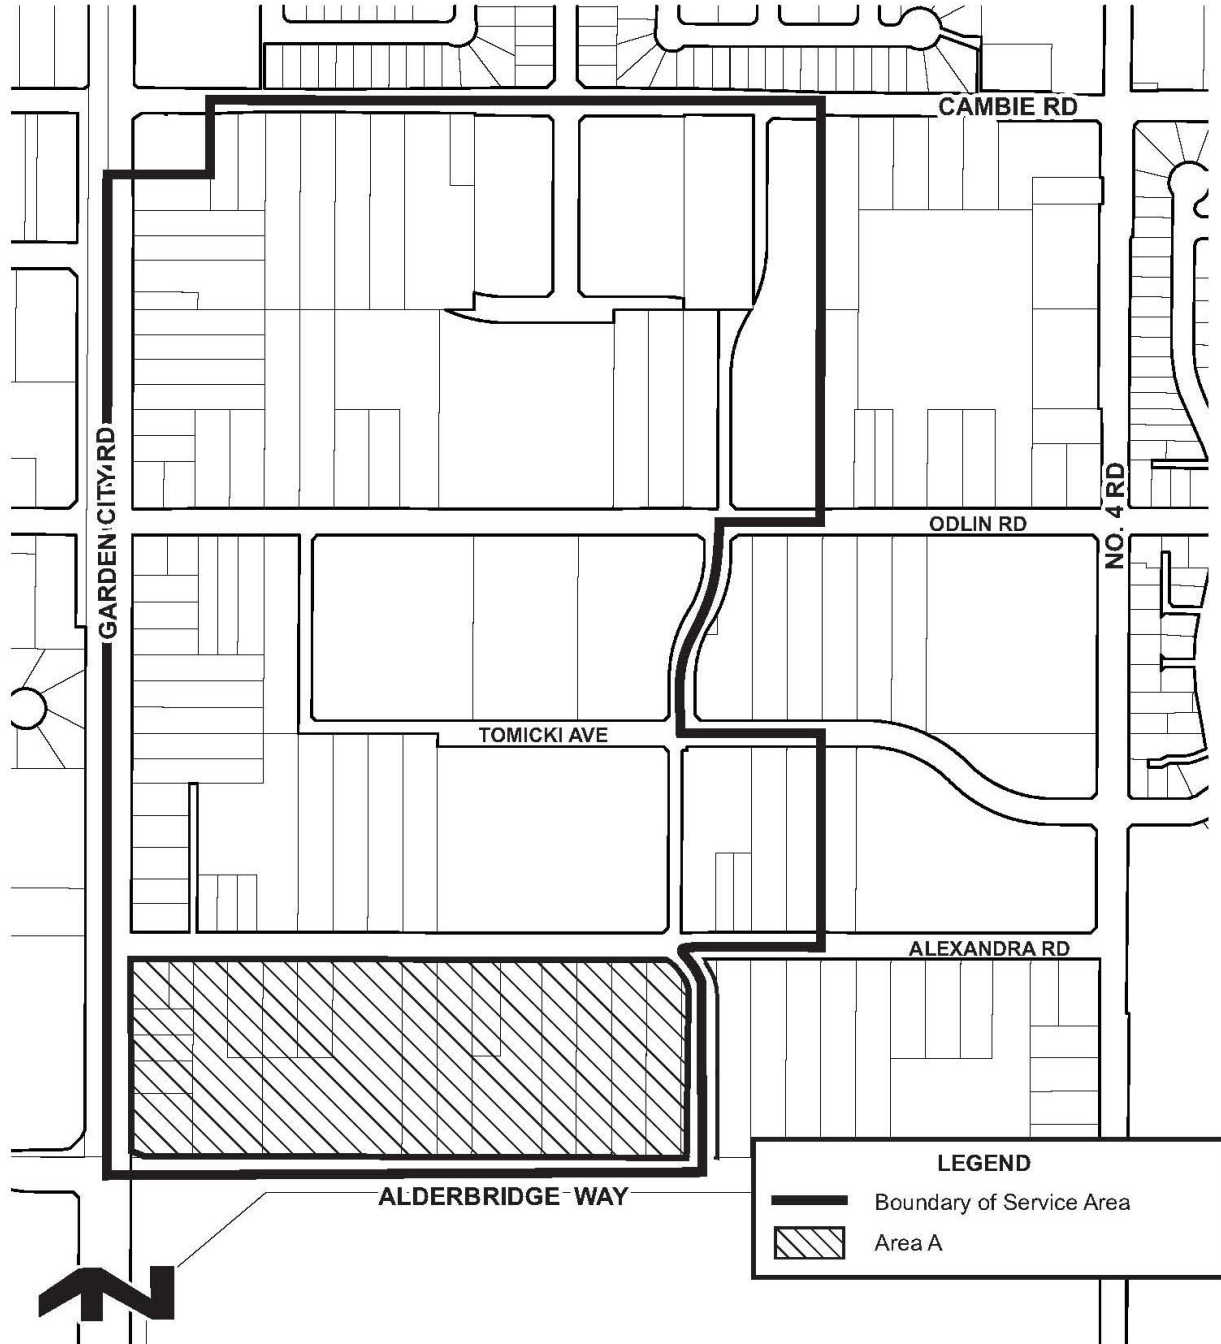 CAMBIE RD
GARDEN CITY RD
NO. 4 RD
ODLIN RD
TOMICKI AVE
ALEXANDRA RD
ALDERBRIDGE WAY
LEGEND
Boundary of Service Area
Area A
N